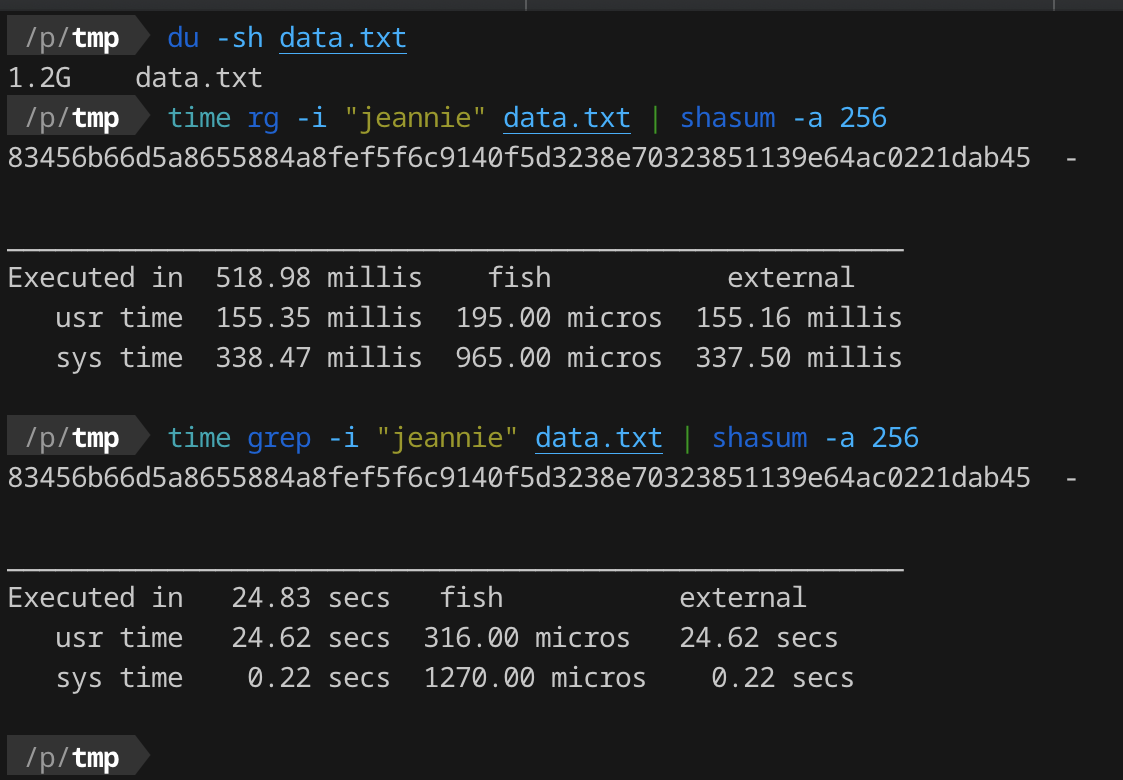 /p/tmp du -sh data.txt
1.2G    data.txt
/p/tmp time rg -i "jeannie" data.txt | shasum -a 256
83456b66d5a8655884a8fef5f6c9140f5d3238e70323851139e64ac0221dab45  -
Executed in  518.98 millis    fish           external
   usr time  155.35 millis  195.00 micros  155.16 millis
   sys time  338.47 millis  965.00 micros  337.50 millis
/p/tmp time grep -i "jeannie" data.txt | shasum -a 256
83456b66d5a8655884a8fef5f6c9140f5d3238e70323851139e64ac0221dab45  -
Executed in   24.83 secs   fish           external
   usr time   24.62 secs  316.00 micros   24.62 secs
   sys time    0.22 secs  1270.00 micros    0.22 secs
/p/tmp